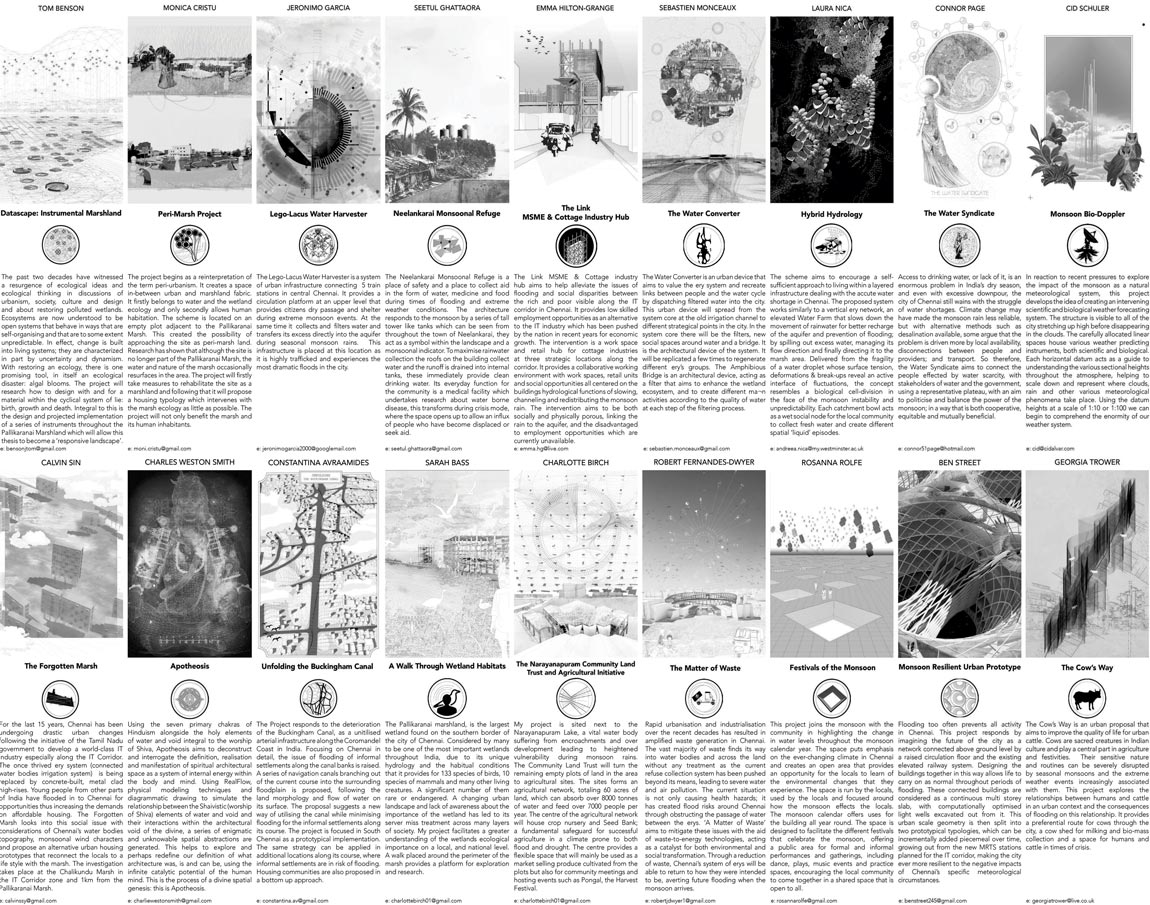 TOM BENSON
Datascape: Instrumental Marshland
The past two decades have witnessed
a resurgence of ecological ideas and
ecological thinking in discussions of
urbanism, society, culture and design
and about restoring polluted wetlands.
Ecosystems are now understood to be
open systems that behave in ways that are
self-organising and that are to some extent
unpredictable. In effect, change is built
into living systems; they are characterized
in part by uncertainty and dynamism.
With restoring an ecology, there is one
promising tool, in itself an ecological
disaster: algal blooms. The project will
research how to design with and for a
material within the cyclical system of lie:
birth, growth and death. Integral to this is
the design and projected implementation
of a series of instruments throughout the
Pallikaranai Marshland which will allow this
thesis to become a 'responsive landscape'.
e: bensonjtom@gmail.com
MONICA CRISTU
Peri-Marsh Project
The project begins as a reinterpretation of
the term peri-urbanism. It creates a space
in-between urban and marshland habitats.
It firstly belongs to water and the wetland
ecology and only secondly allows human
habitation. The scheme is located on an
empty plot adjacent to the Pallikaranai
Marsh. This created the possibility of
approaching the site as peri-marsh land.
Research has shown that although the site is
no longer part of the Pallikaranai Marsh, the
water and nature of the marsh occasionally
resurfaces in the area. The project will firstly
take measures to rehabilitate the site as a
marshland and following that it will propose
a housing typology which intervenes with
the marsh ecology as little as possible. The
project will not only benefit the marsh and
its human inhabitants.
e: moni.cristu@gmail.com
JERONIMO GARCIA
Lego-Lacus Water Harvester
The Lego-Lacus Water Harvester is a system
of urban infrastructure connecting 5 train
stations in central Chennai. It provides a
circulation platform at an upper level that
provides citizens dry passage and shelter
during extreme monsoon events. At the
same time it collects and filters water and
transfers its excess directly into the aquifer
during seasonal monsoon rains. This
infrastructure is placed at this location as
it is highly trafficked and experiences the
most dramatic floods in the city.
e: jeronimogarcia2000@googlemail.com
SEETUL GHATTAORA
Neelankarai Monsoonal Refuge
The Neelankarai Monsoonal Refuge is a
place of safety and a place to collect aid
in the form of water, medicine and food
during times of flooding and extreme
weather conditions. The architecture
responds to the monsoon by a series of tall
tower like tanks which can be seen from
throughout the town of Neelankarai, they
act as a symbol within the landscape and a
monsoonal indicator. To maximise rainwater
collection the roofs on the building collect
water and the runoff is drained into internal
tanks, these immediately provide clean
drinking water. Its everyday function for
the community is a medical facility which
undertakes research about water borne
disease, this transforms during crisis mode,
where the space opens up to allow an influx
of people who have become displaced or
seek aid.
e: seetul.ghattaora@gmail.com
EMMA HILTON-GRANGE
The Link
MSME & Cottage Industry Hub
The Link MSME & Cottage industry
hub aims to help alleviate the issues of
flooding and social disparities between
the rich and poor visible along the IT
corridor in Chennai. It provides low skilled
employment opportunities as an alternative
to the IT industry which has been pushed
by the nation in recent years for economic
growth. The intervention is a work space
and retail hub for cottage industries
at three strategic locations along the
corridor. It provides a collaborative working
environment with work spaces, retail units
and social opportunities all centered on the
buildings hydrological functions of slowing,
channeling and redistributing the monsoon
rain. The intervention aims to be both
socially and physically porous, linking the
rain to the aquifer, and the disadvantaged
to employment opportunities which are
currently unavailable.
e: emma.hg@live.com
SEBASTIEN MONCEAUX
The Water Converter
The Water Converter is an urban device that
aims to value the ery system and recreate
links between people and the water cycle
by dispatching filtered water into the city.
This urban device will spread from the
system core at the old irrigation channel to
different strategical points in the city. In the
system core there will be the filters, new
social spaces around water and a bridge. It
is the architectural device of the system. It
will be replicated a few times to regenerate
different ery's groups. The Amphibious
Bridge is an architectural device, acting as
a filter that aims to enhance the wetland
ecosystem, and to create different ma~n
activities according to the quality of water
at each step of the filtering process.
e: sebastien.monceaux@gmail.com
LAURA NICA
Hybrid Hydrology
The scheme aims to encourage a self-
sufficient approach to living within a layered
infrastructure dealing with the acute water
shortage in Chennai. The proposed system
works similarly to a vertical ery network, an
elevated Water Farm that slows down the
movement of rainwater for better recharge
of the aquifer and prevention of flooding;
by spilling out excess water, managing its
flow direction and finally directing it to the
marsh area. Delivered from the fragility
of a water droplet whose surface tension,
deformations & break-ups reveal an active
interface of fluctuations, the concept
resembles a biological cell-division in
the face of the monsoon instability and
unpredictability. Each catchment bowl acts
as a wet social node for the local community
to collect fresh water and create different
spatial 'liquid' episodes.
e: andreea.nica@my.westminster.ac.uk
CONNOR PAGE
THE WATER SYNDICATE
The Water Syndicate
Access to drinking water, or lack of it, is an
enormous problem in India's dry season,
and even with excessive downpour, the
city of Chennai still wains with the struggle
of water shortages. Climate change may
have made the monsoon rain less reliable,
but with alternative methods such as
desalination available, some argue that the
problem is driven more by local availability,
disconnections between people and
providers; and transport. So therefore,
the Water Syndicate aims to connect the
people effected by water scarcity, with
stakeholders of water and the government,
using a representative plateau, with an aim
to politicise and balance the power of the
monsoon; in a way that is both cooperative,
equitable and mutually beneficial.
e: connor51page@hotmail.com
CID SCHULER
Monsoon Bio-Doppler
In reaction to recent pressures to explore
the impact of the monsoon as a natural
meteorological system, this project
develops the idea of creating an intervening
scientific and biological weather forecasting
system. The structure is visible to all of the
city stretching up high before disappearing
in the clouds. The carefully allocated linear
spaces house various weather predicting
instruments, both scientific and biological.
Each horizontal datum acts as a guide to
understanding the various sectional heights
throughout the atmosphere, helping to
scale down and represent where clouds,
rain and other various meteorological
phenomena take place. Using the datum
heights at a scale of 1:10 or 1:100 we can
begin to comprehend the enormity of our
weather system.
e: cid@cidalvar.com
CALVIN SIN
The Forgotten Marsh
For the last 15 years, Chennai has been
undergoing drastic urban changes
following the initiative of the Tamil Nadu
government to develop a world-class IT
industry especially along the IT Corridor.
The once thrived ery system (connected
water bodies irrigation system) is being
replaced by concrete-built, metal clad
high-rises. Young people from other parts
of India have flooded in to Chennai for
opportunities thus increasing the demands
on affordable housing. The Forgotten
Marsh looks into this social issue with
considerations of Chennai's water bodies
topography, monsoonal wind characters
and propose an alternative urban housing
prototypes that reconnect the locals to a
life style with the marsh. The investigation
takes place at the Chalikundu Marsh in
the IT Corridor zone and 1km from the
Pallikaranai Marsh.
e: calvinssy@gmail.com
CHARLES WESTON SMITH
Apotheosis
Using the seven primary chakras of
Hinduism alongside the holy elements
of water and void integral to the worship
of Shiva, Apotheosis aims to deconstruct
and interrogate the definition, realisation
and manifestation of architecture and
space as a system of internal energy within
the body and mind. Using RealFlow,
physical modeling techniques and
diagrammatic drawing to simulate the
relationship between the Shavistic (worship
of Shiva) elements of water and void and
their interactions within the architectural
void of the divine, a series of enigmatic
and unknowable spatial abstractions are
generated. This helps to explore and
perhaps redefine our definition of what
architecture was, is and can be, using the
infinite catalytic potential of the human
mind. This is the process of a divine spatial
genesis: this is Apotheosis.
e: charliewestonsmith@gmail.com
CONSTANTINA AVRAAMIDES
Unfolding the Buckingham Canal
The Project responds to the deterioration
of the Buckingham Canal, as a unitilised
arterial infrastructure along the Coromandel
Coast in India. Focusing on Chennai in
detail, the issue of flooding of informal
settlements along the canal banks is raised.
A series of navigation canals branching out
of the current course into the surrounding
floodplain is proposed, following the
land morphology and flow of water on
its surface. The proposal suggests a new
way of utilising the canal while minimising
flooding for the informal settlements along
its course. The project is focused in South
Chennai as a prototypical implementation.
The same strategy can be applied in
additional locations along its course, where
informal settlements are in risk of flooding.
Housing communities are also proposed in
a bottom up approach.
e: constantina.av@gmail.com
SARAH BASS
A Walk Through Wetland Habitats
The Pallikaranai marshland, is the largest
wetland found on the southern border of
the city of Chennai. Considered by many
to be one of the most important wetlands
throughout India, due to its unique
hydrology and the habitual conditions
that it provides for 133 species of birds, 10
species of mammals and many other living
creatures. A significant number of them
are rare or endangered. A changing urban
landscape and lack of awareness about the
importance of the wetland has led to its
server miss treatment across many layers
of society. My project facilitates a greater
understanding of the wetlands ecological
importance on a local, and national level.
A walk placed around the perimeter of the
marsh provides a platform for exploration
and research.
e: charlottebirch01@gmail.com
CHARLOTTE BIRCH
The Narayanapuram Community Land
Trust and Agricultural Initiative
My project is sited next to the
Narayanapuram Lake, a vital water body
suffering from encroachments and over
development leading to heightened
vulnerability during monsoon rains.
The Community Land Trust will turn the
remaining empty plots of land in the area
into agricultural sites. The sites forms an
agricultural network, totaling 60 acres of
land, which can absorb over 8000 tonnes
of water and feed over 7000 people per
year. The centre of the agricultural network
will house our nursery and Seed Bank;
a fundamental safeguard for successful
agriculture in a climate prone to both
flood and drought. The centre provides a
flexible space that will mainly be used as a
market selling produce cultivated from the
plots but also for community meetings and
hosting events such as Pongal, the Harvest
Festival.
e: charlottebirch01@gmail.com
ROBERT FERNANDES-DWYER
The Matter of Waste
Rapid urbanisation and industrialisation
over the recent decades has resulted in
amplified waste generation in Chennai.
The vast majority of waste finds its way
into water bodies and across the land
without any treatment as the current
refuse collection system has been pushed
beyond its means, leading to severe water
and air pollution. The current situation
is not only causing health hazards; it
has created flood risks around Chennai
through obstructing the passage of water
between the erys. 'A Matter of Waste'
aims to mitigate these issues with the aid
of waste-to-energy technologies, acting
as a catalyst for both environmental and
social transformation. Through a reduction
of waste, Chennai's system of erys will be
able to return to how they were intended
to be, averting future flooding when the
monsoon arrives.
e: robertjdwyer1@gmail.com
ROSANNA ROLFE
Festivals of the Monsoon
This project joins the monsoon with the
community in highlighting the change
in water levels throughout the monsoon
calendar year. The space puts emphasis
on the ever-changing climate in Chennai
and creates an open area that provides
an opportunity for the locals to learn of
the environmental changes that they
experience. The space is run by the locals,
used by the locals and focused around
how the monsoon effects the locals.
The monsoon calendar offers uses for
the building all year round. The space is
designed to facilitate the different festivals
that celebrate the monsoon, offering
a public area for formal and informal
performances and gatherings, including
dance, plays, music events and practice
spaces, encouraging the local community
to come together in a shared space that is
open to all.
e: rosannarolfe@gmail.com
BEN STREET
Monsoon Resilient Urban Prototype
Flooding too often prevents all activity
in Chennai. This project responds by
imagining the future of the city as a
network connected above ground level by
a raised circulation floor and the existing
elevated railway system. Designing the
buildings together in this way allows life to
carry on as normal throughout periods of
flooding. These connected buildings are
considered as a continuous multi storey
slab, with computationally optimised
light wells excavated out from it. This
urban scale geometry is then split into
two prototypical typologies, which can be
incrementally added piecemeal over time,
growing out from the new MRTS stations
planned for the IT corridor, making the city
ever more resilient to the negative impacts
of Chennai's specific meteorological
circumstances.
e: benstreet245@gmail.com
GEORGIA TROWER
The Cow's Way
The Cow's Way is an urban proposal that
aims to improve the quality of life for urban
cattle. Cows are sacred creatures in Indian
culture and play a central part in agriculture
and festivities. Their sensitive nature
and routines can be severely disrupted
by seasonal monsoons and the extreme
weather events increasingly associated
with them. This project explores the
relationships between humans and cattle
in an urban context and the consequences
of flooding on this relationship. It provides
a preferential route for cows through the
city, a cow shed for milking and bio-mass
collection and a space for humans and
cattle in times of crisis.
e: georgiatrower@live.co.uk